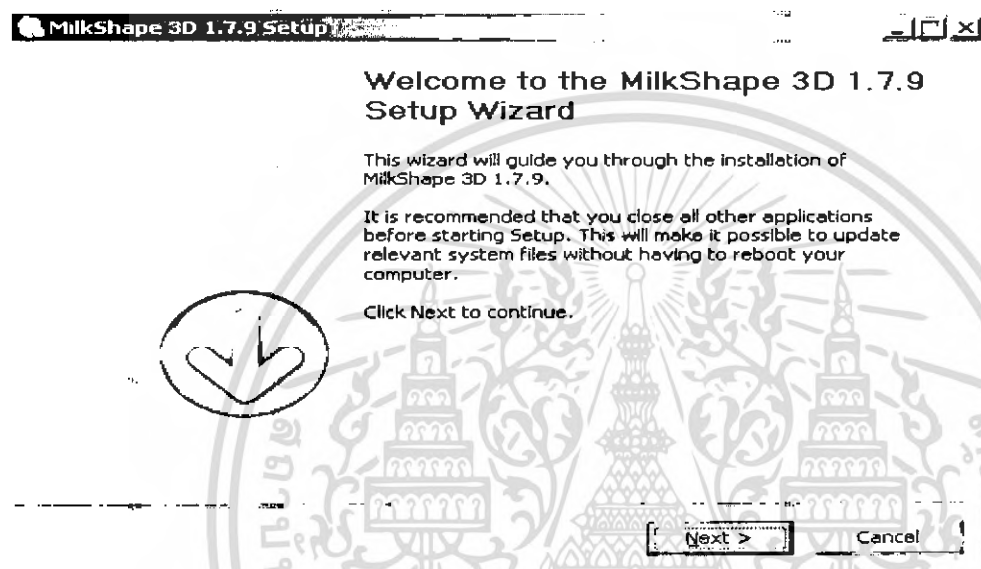 MilkShape 3D 1.7.9 Setup
Welcome to the MilkShape 3D 1.7.9
Setup Wizard
This wizard will guide you through the installation of
MilkShape 3D 1.7.9.
It is recommended that you close all other applications
before starting Setup. This will make it possible to update
relevant system files without having to reboot your
computer.
Click Next to continue.
Next >
Cancel